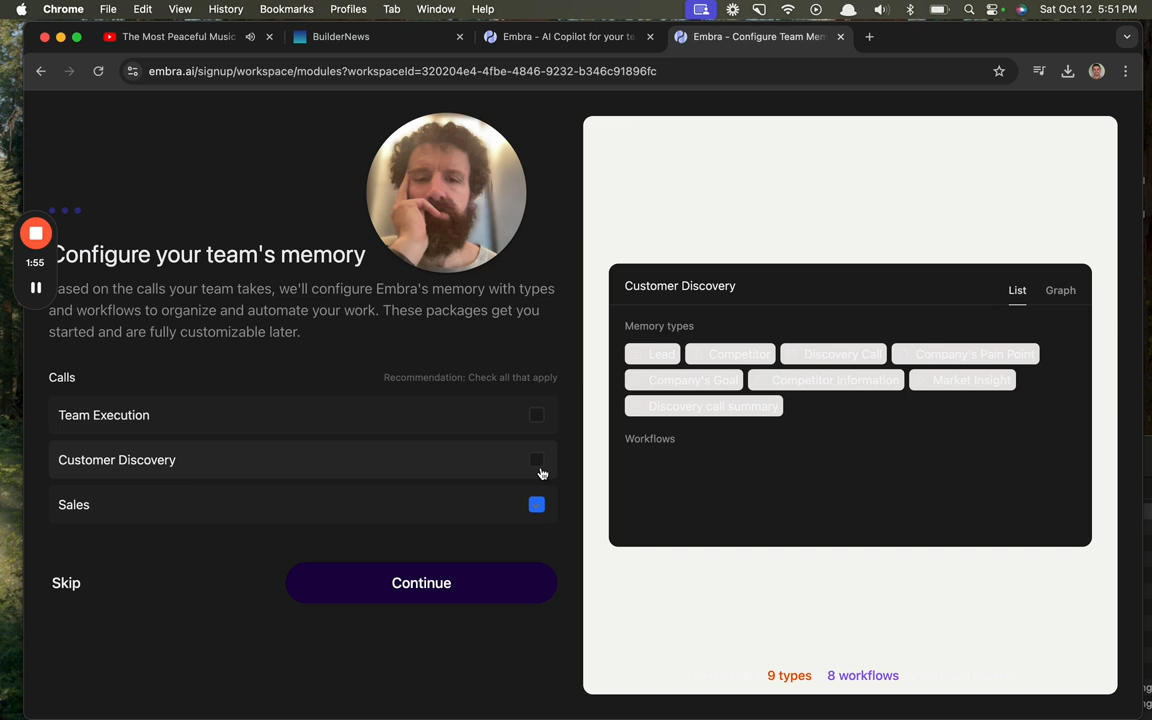 Chrome File Edit View History Bookmarks Profiles Tab Window Help Sat Oct 12 5:51 PM
The Most Peaceful Music BuilderNews Embra - AI Copilot for your te Embra - Configure Team Mem
embra.ai/signup/workspace/modules?workspaceId=320204e4-4fbe-4846-9232-b346c91896fc
1:55
Configure your team's memory
Based on the calls your team takes, we'll configure Embra's memory with types
and workflows to organize and automate your work. These packages get you
started and are fully customizable later.
Calls Recommendation: Check all that apply
Team Execution
Customer Discovery
Sales
Skip Continue
Customer Discovery List Graph
Memory types
Lead Competitor Discovery Call Company's Pain Point
Company's Goal Competitor Information Market Insight
Discovery call summary
Workflows
9 types 8 workflows